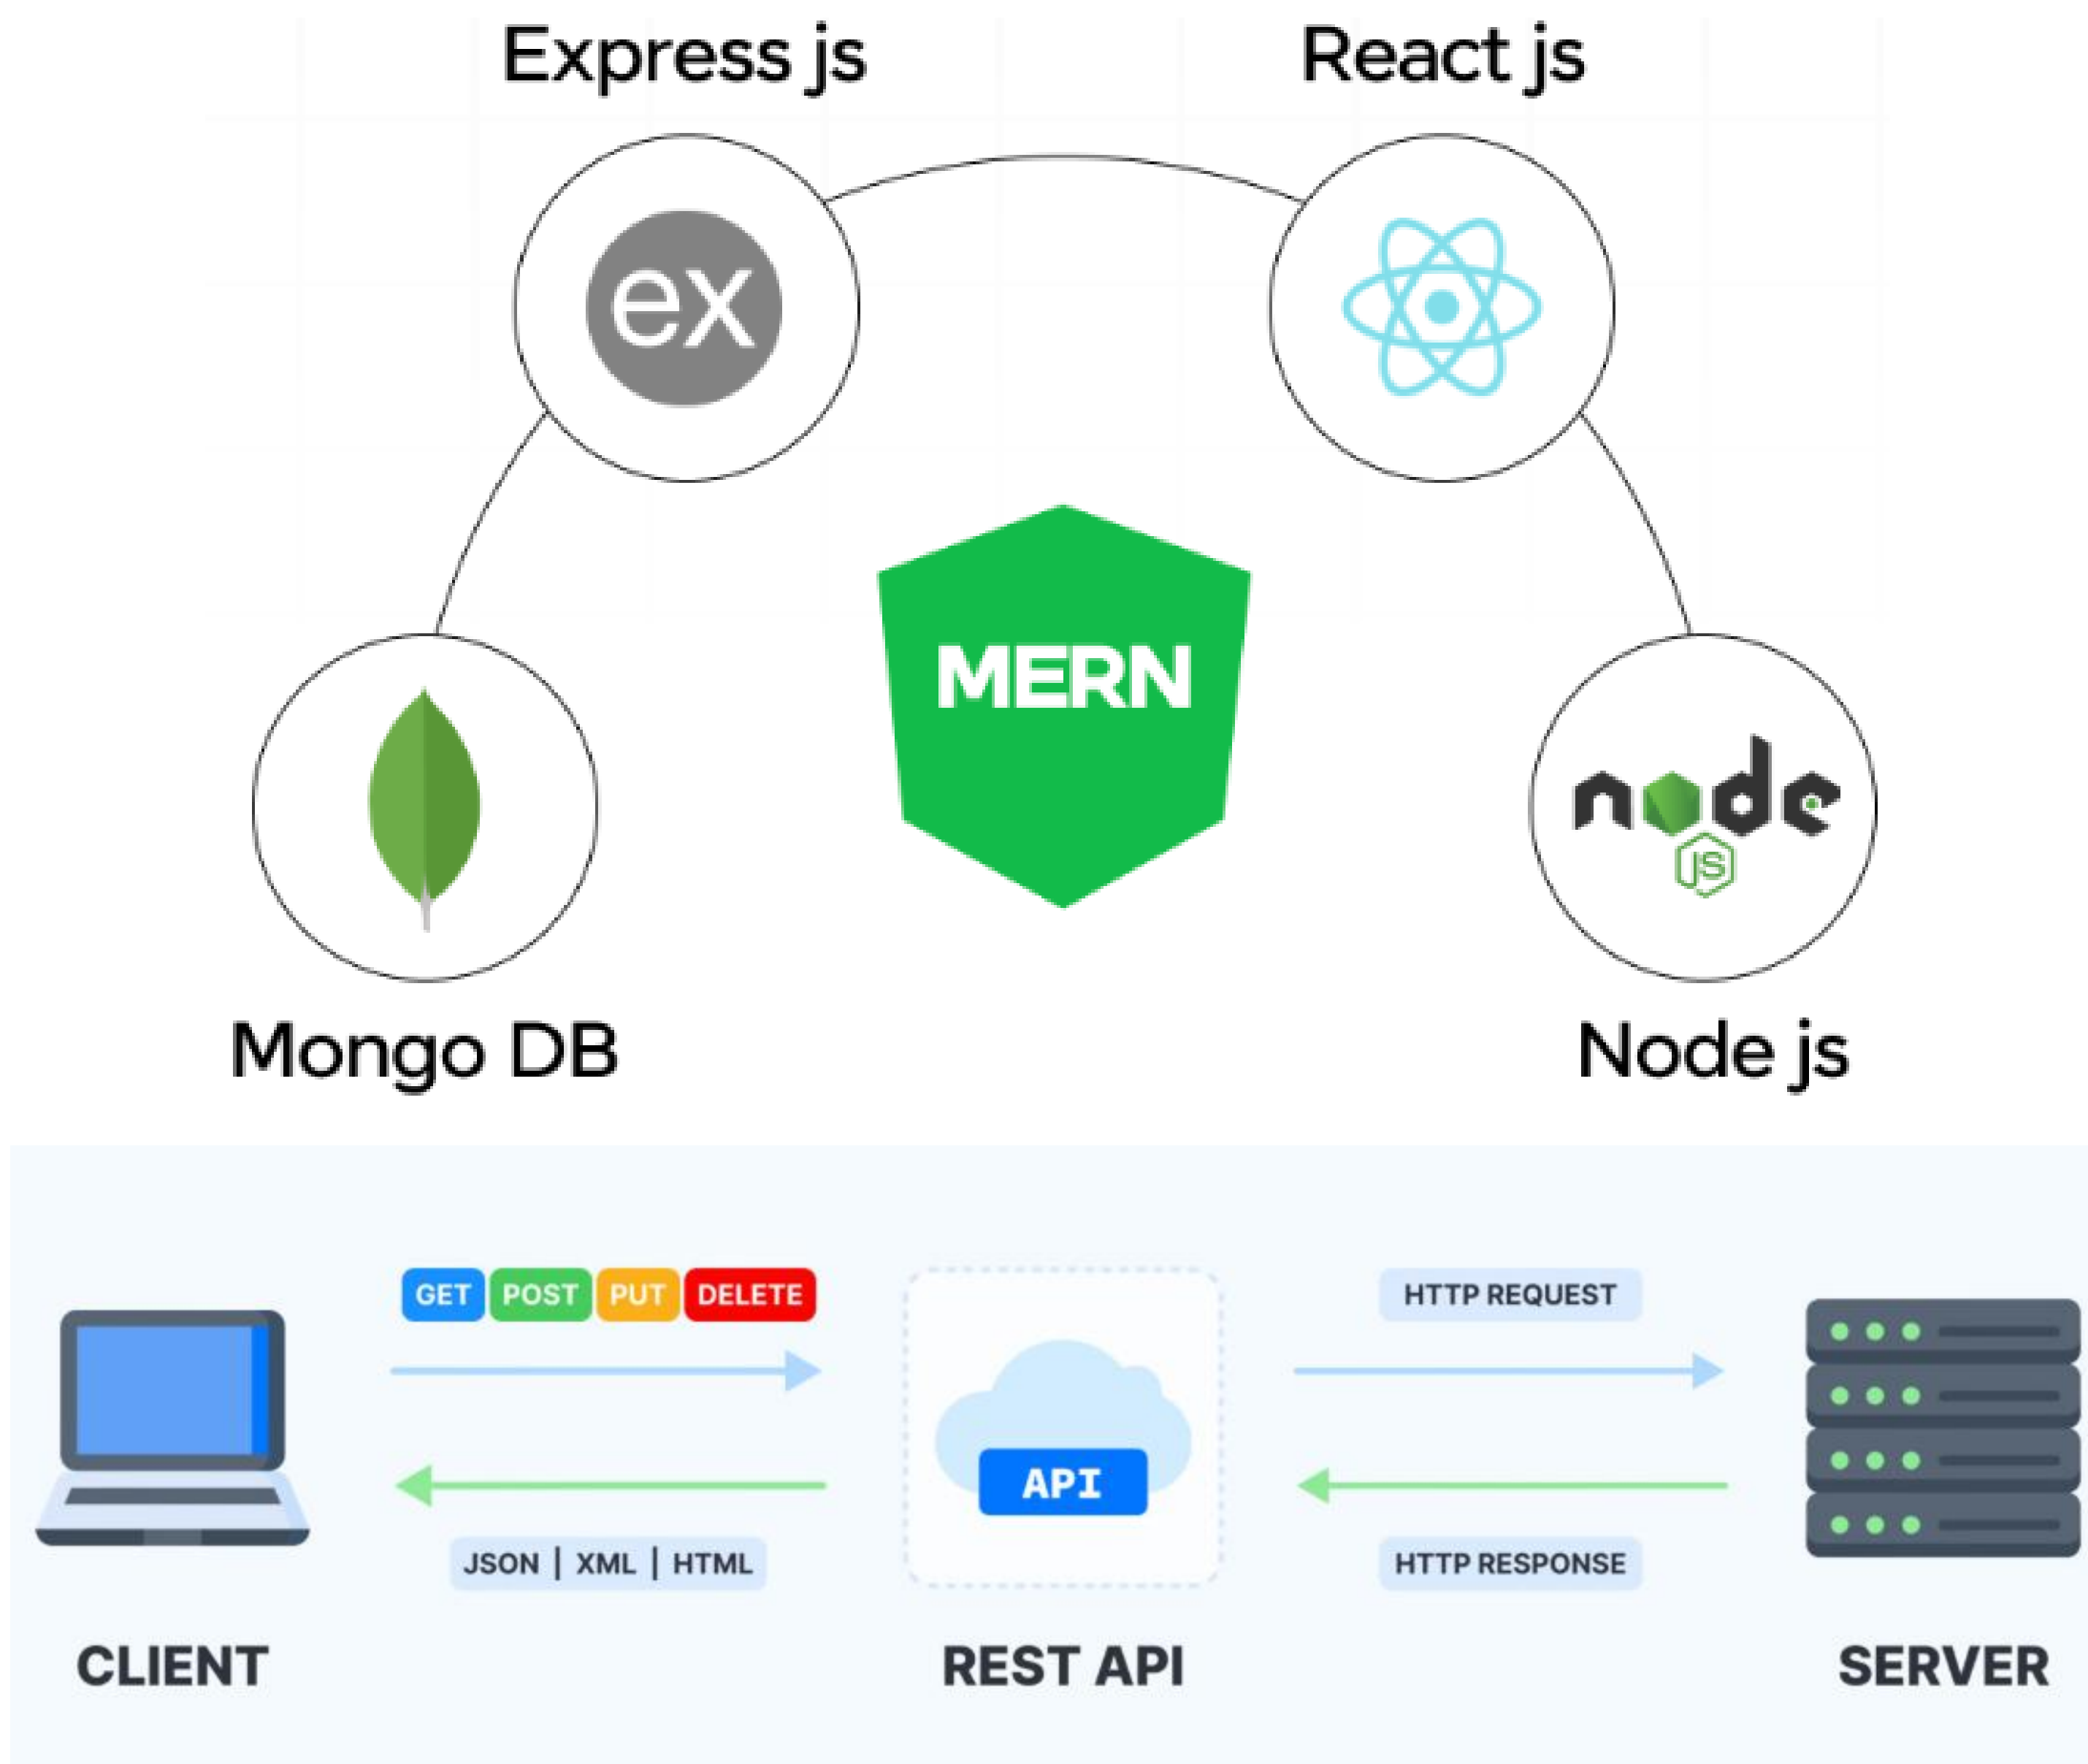 Express js
React js
ex
MERN
node
JS
Mongo DB
Node js
GET POST PUT DELETE
HTTP REQUEST
API
JSON | XML | HTML
HTTP RESPONSE
CLIENT
REST API
SERVER